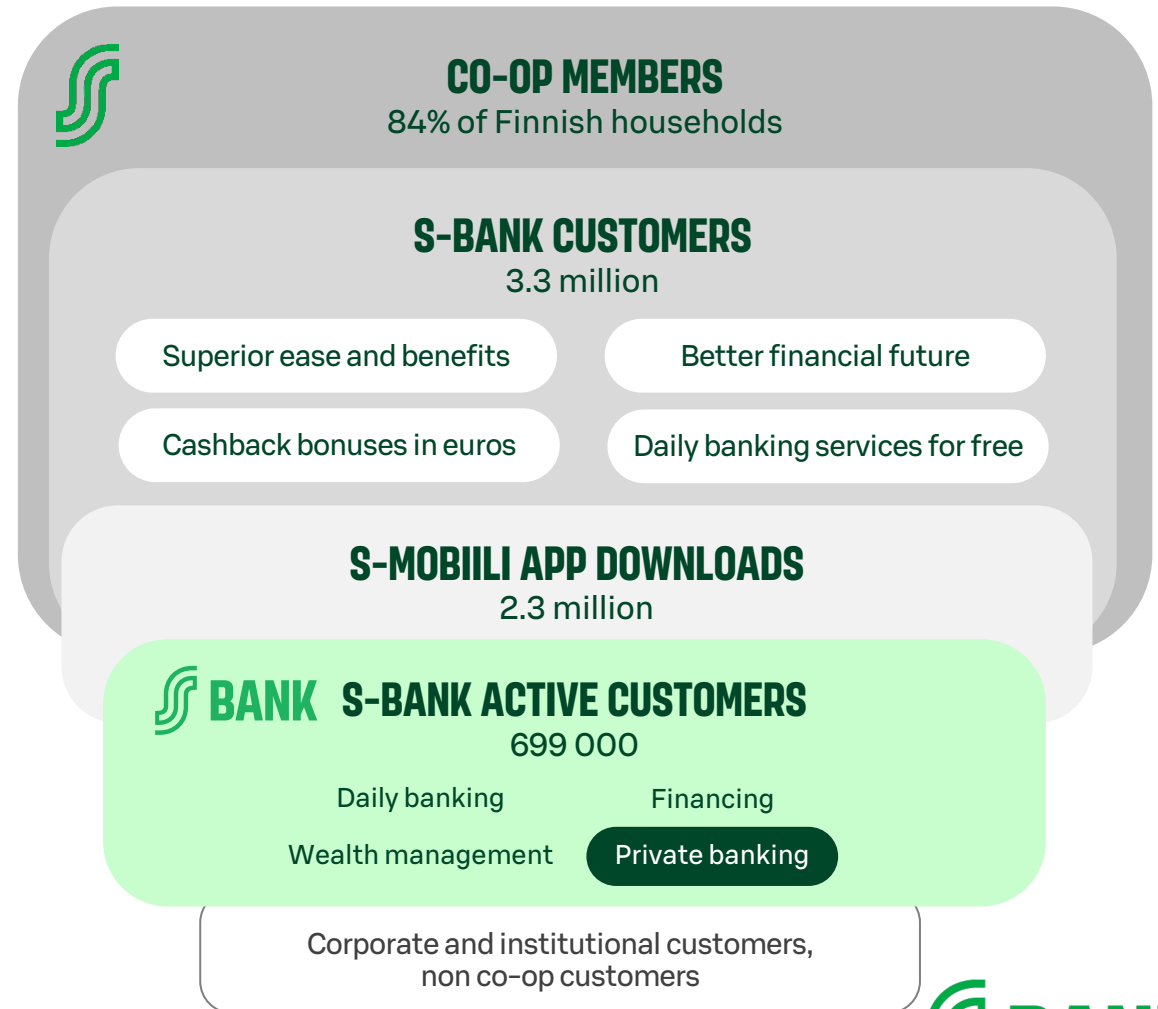 CO-OP MEMBERS
84% of Finnish households
S-BANK CUSTOMERS
3.3 million
Superior ease and benefits
Better financial future
Cashback bonuses in euros
Daily banking services for free
S-MOBIILI APP DOWNLOADS
2.3 million
BANK S-BANK ACTIVE CUSTOMERS
699 000
Daily banking
Financing
Wealth management
Private banking
Corporate and institutional customers,
non co-op customers